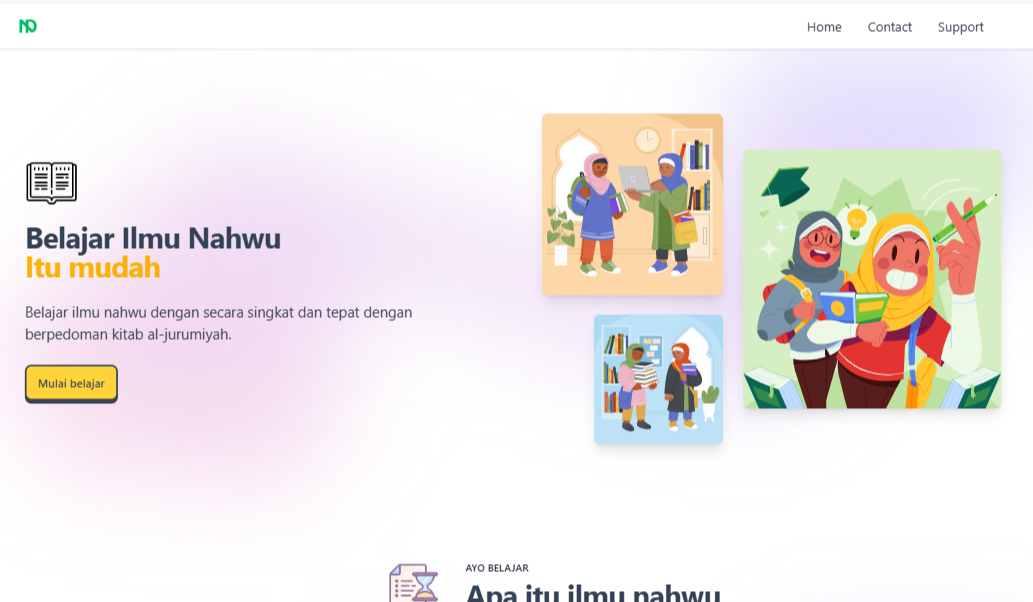 Home Contact Support
Belajar Ilmu Nahwu
Itu mudah
Belajar ilmu nahwu dengan secara singkat dan tepat dengan
berpedoman kitab al-jurumiyah.
Mulai belajar
AYO BELAJAR
Apa itu ilmu nahwu